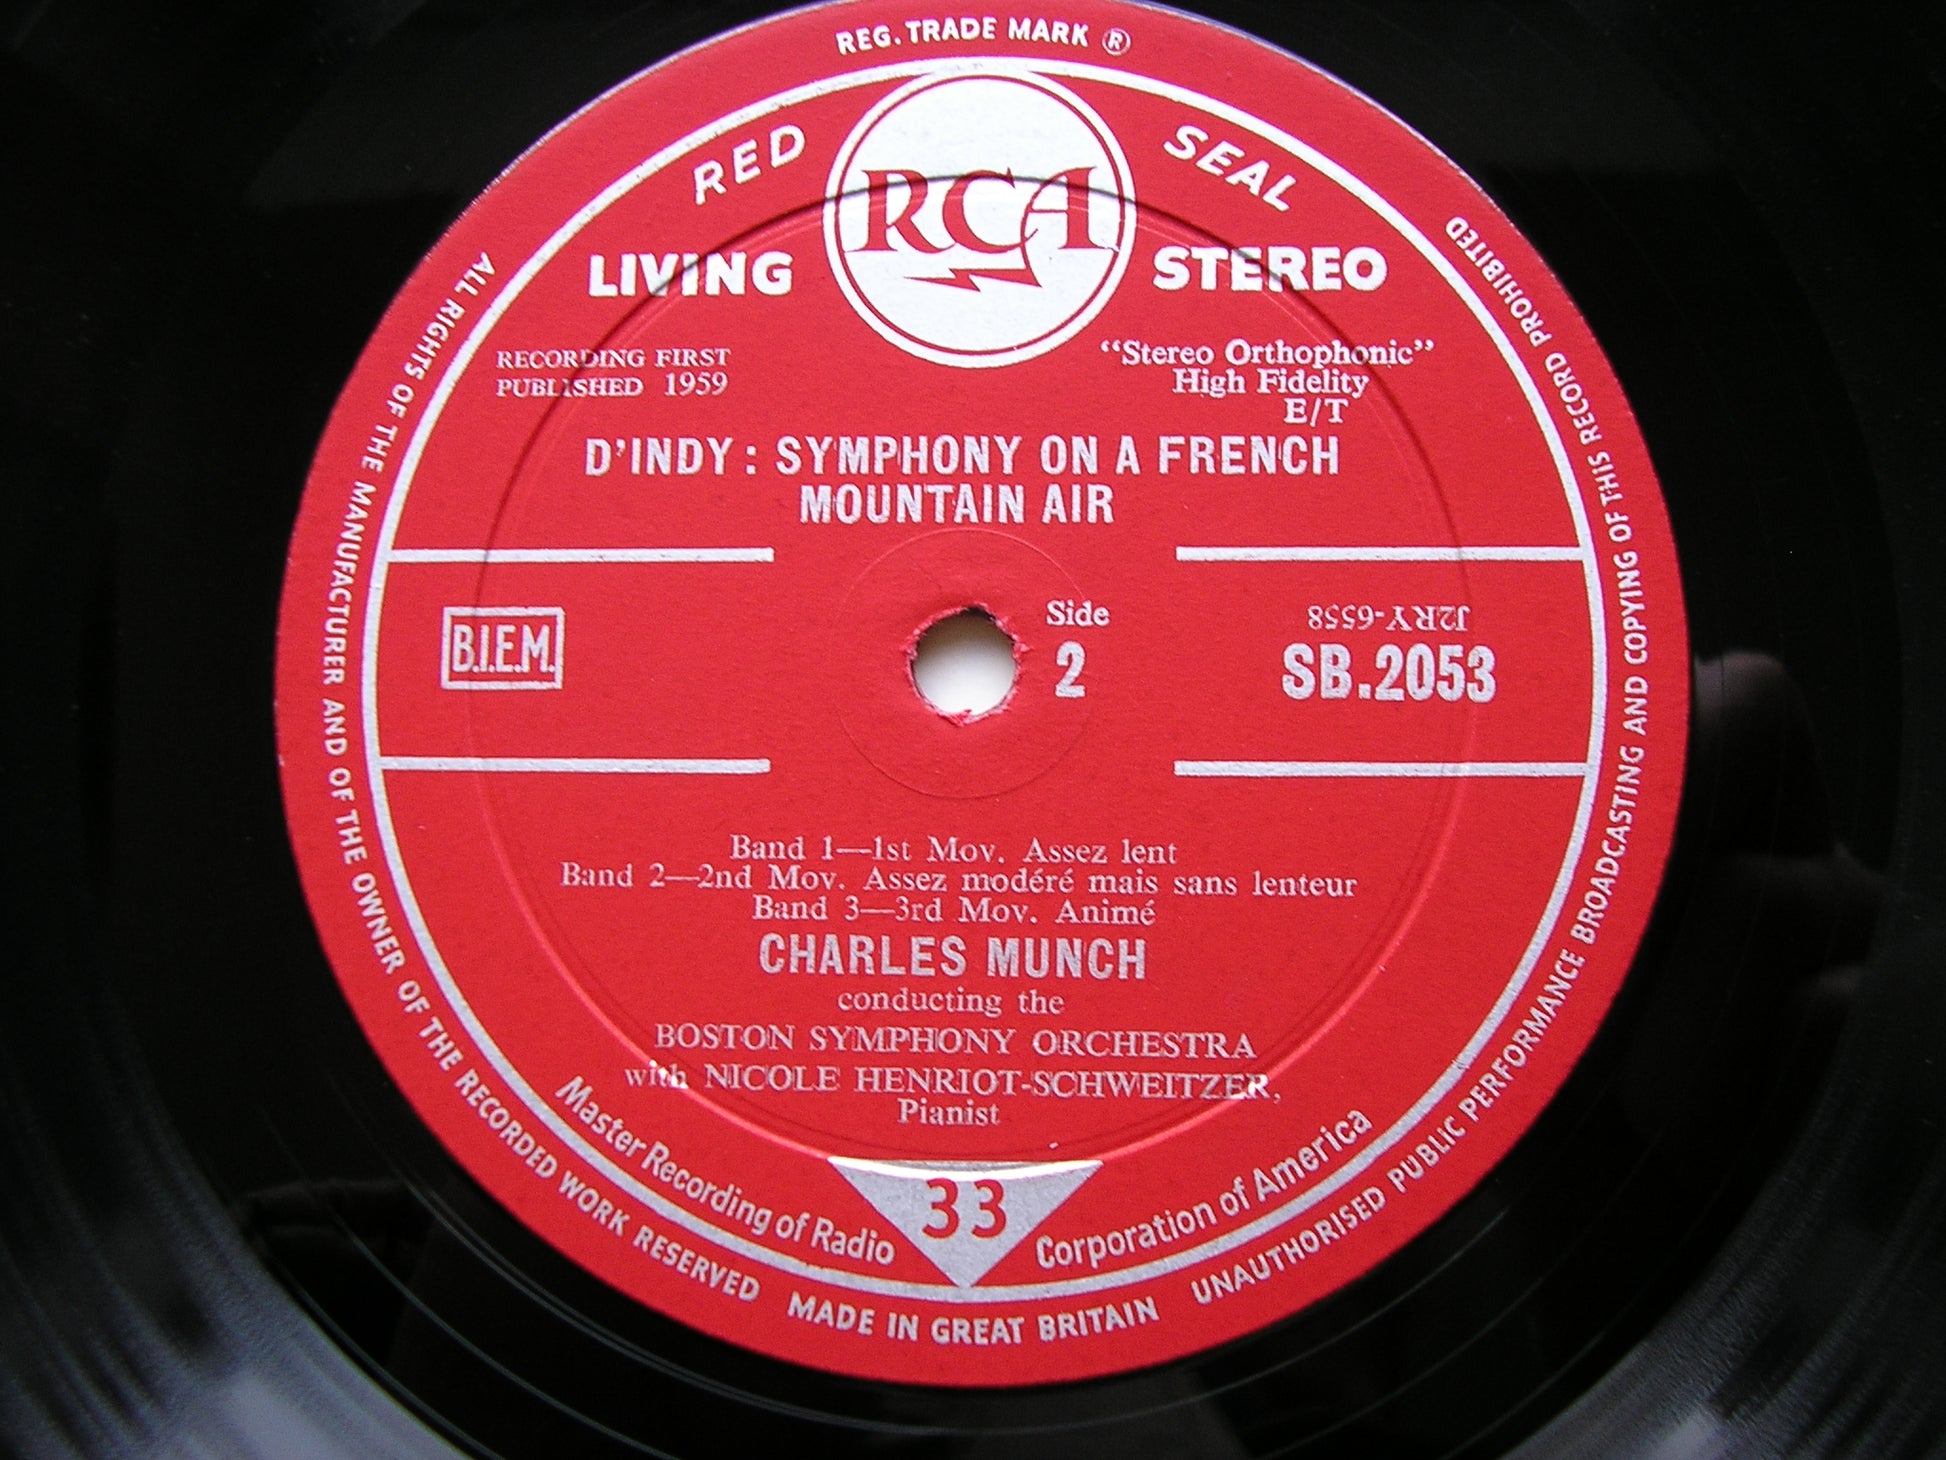 REG. TRADE MARK ®
RED SEAL
RCA
LIVING STEREO
RECORDING FIRST
PUBLISHED 1959
"Stereo Orthophonic"
High Fidelity
E/T
D'INDY : SYMPHONY ON A FRENCH
MOUNTAIN AIR
B.I.E.M.
Side
2
J2RY-6558
SB.2053
Band 1—1st Mov. Assez lent
Band 2—2nd Mov. Assez modéré mais sans lenteur
Band 3—3rd Mov. Animé
CHARLES MUNCH
conducting the
BOSTON SYMPHONY ORCHESTRA
with NICOLE HENRIOT-SCHWEITZER,
Pianist
33
Master Recording of Radio Corporation of America
ALL RIGHTS OF THE MANUFACTURER AND OF THE OWNER OF THE RECORDED WORK RESERVED
MADE IN GREAT BRITAIN
UNAUTHORISED PUBLIC PERFORMANCE BROADCASTING AND COPYING OF THIS RECORD PROHIBITED